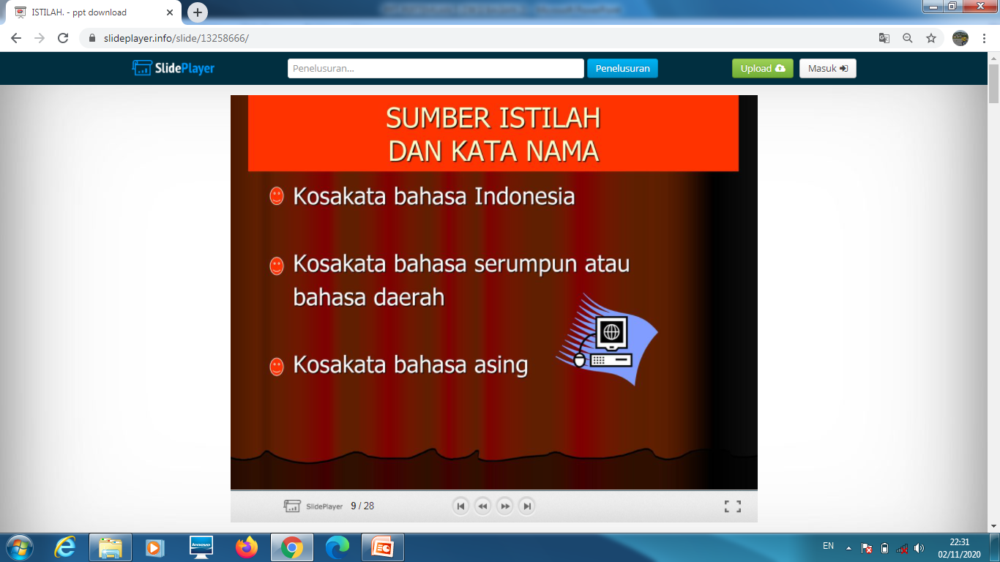 ISTILAH. - ppt download
slideplayer.info/slide/13258666/
SlidePlayer
Penelusuran...
Penelusuran
Upload
Masuk
SUMBER ISTILAH
DAN KATA NAMA
Kosakata bahasa Indonesia
Kosakata bahasa serumpun atau
bahasa daerah
Kosakata bahasa asing
SlidePlayer 9 / 28
lenovo
EN
22:31
02/11/2020